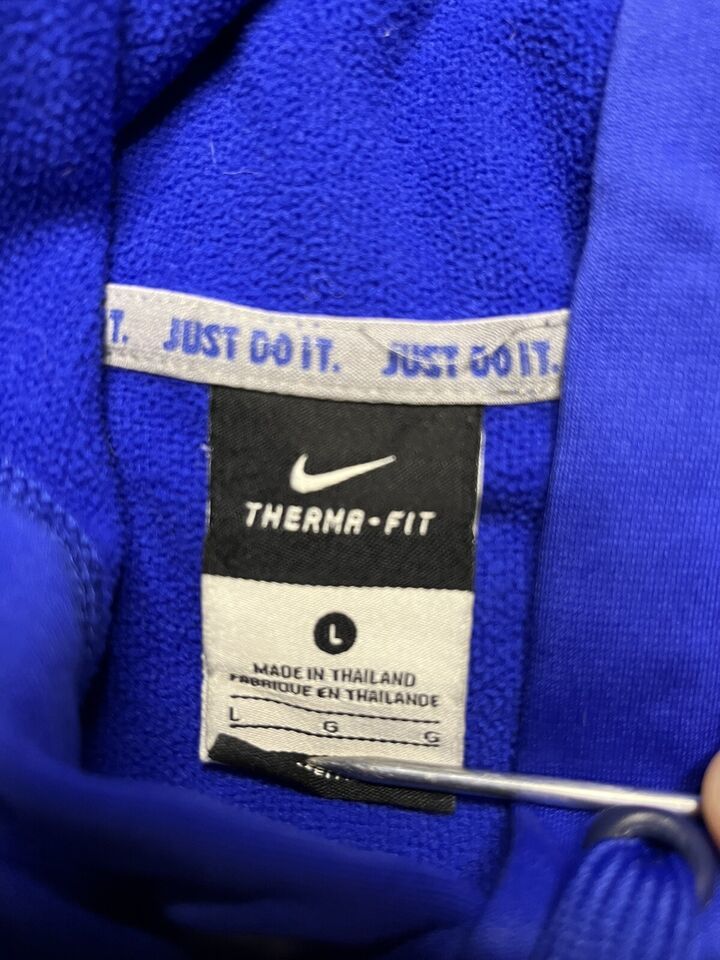 T. JUST DO IT. JUST DO IT.
THERMA-FIT
L
MADE IN THAILAND
FABRIQUE EN THAILANDE
L G G